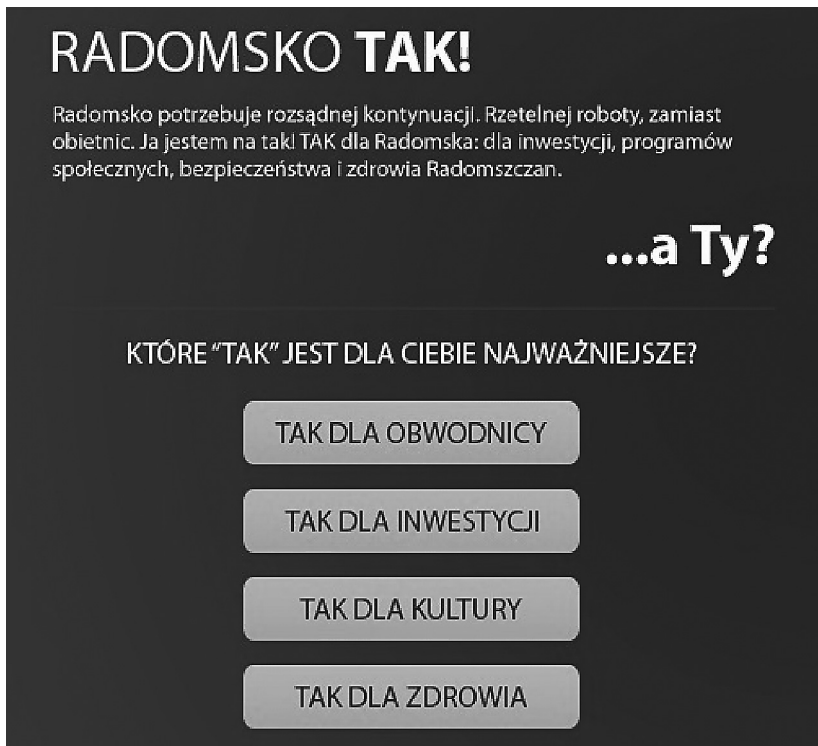 RADOMSKO TAK!
Radomsko potrzebuje rozsądnej kontynuacji. Rzetelnej roboty, zamiast
obietnic. Ja jestem na tak! TAK dla Radomska: dla inwestycji, programów
społecznych, bezpieczeństwa i zdrowia Radomszczan.
...a Ty?
KTÓRE "TAK" JEST DLA CIEBIE NAJWAŻNIEJSZE?
TAK DLA OBWODNICY
TAK DLA INWESTYCJI
TAK DLA KULTURY
TAK DLA ZDROWIA